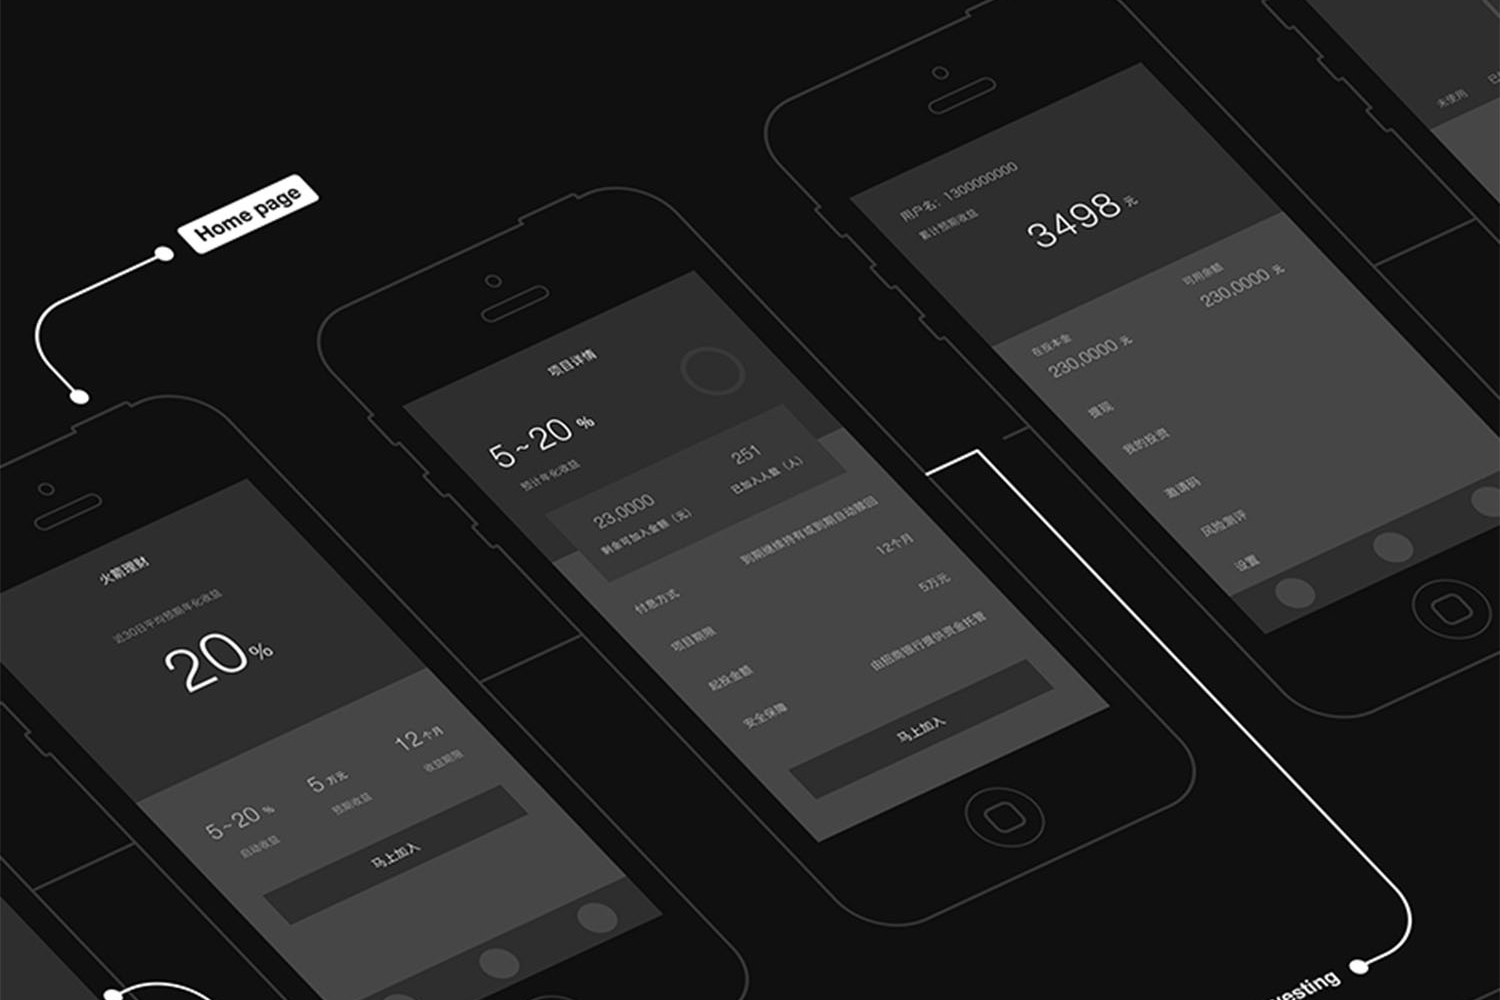 Home page
火箭理财
近30日平均预期年化收益
20%
5~20 %
启动收益
5 万元
预期收益
12 个月
收益期限
马上加入
项目详情
5~20 %
预计年化收益
23,0000
剩余可加入金额（元）
251
已加入人数（人）
付息方式
到期继续持有或到期自动赎回
项目期限
12个月
起投金额
5万元
安全保障
由招商银行提供资金托管
马上加入
用户名：1300000000
累计预期收益
3498 元
在投本金
230,0000 元
可用余额
230,0000 元
提现
我的投资
邀请码
风险测评
设置
未使用
vesting